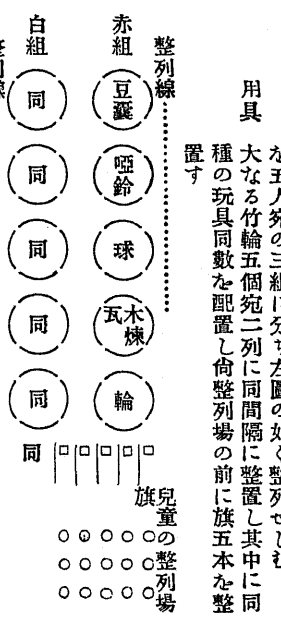 五人宛の三組に分ち左圖の如く整列せしむ
用具 大なる竹輪五個宛二列に同間隔に整置し其中に同
種の玩具同數を配置し尚整列場の前に旗五本を整
置す
整列線
兒童の整列場
赤組
豆嚢
啞鈴
球
木煉瓦
輪
旗
白組
同
同
同
同
同
同
整列線